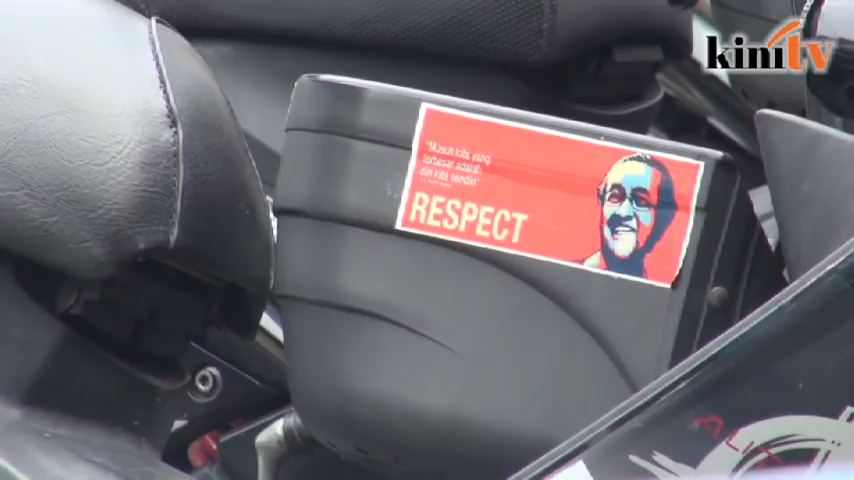 kinitv
"Musuh kita yang
terbesar adalah
diri kita sendiri"
RESPECT